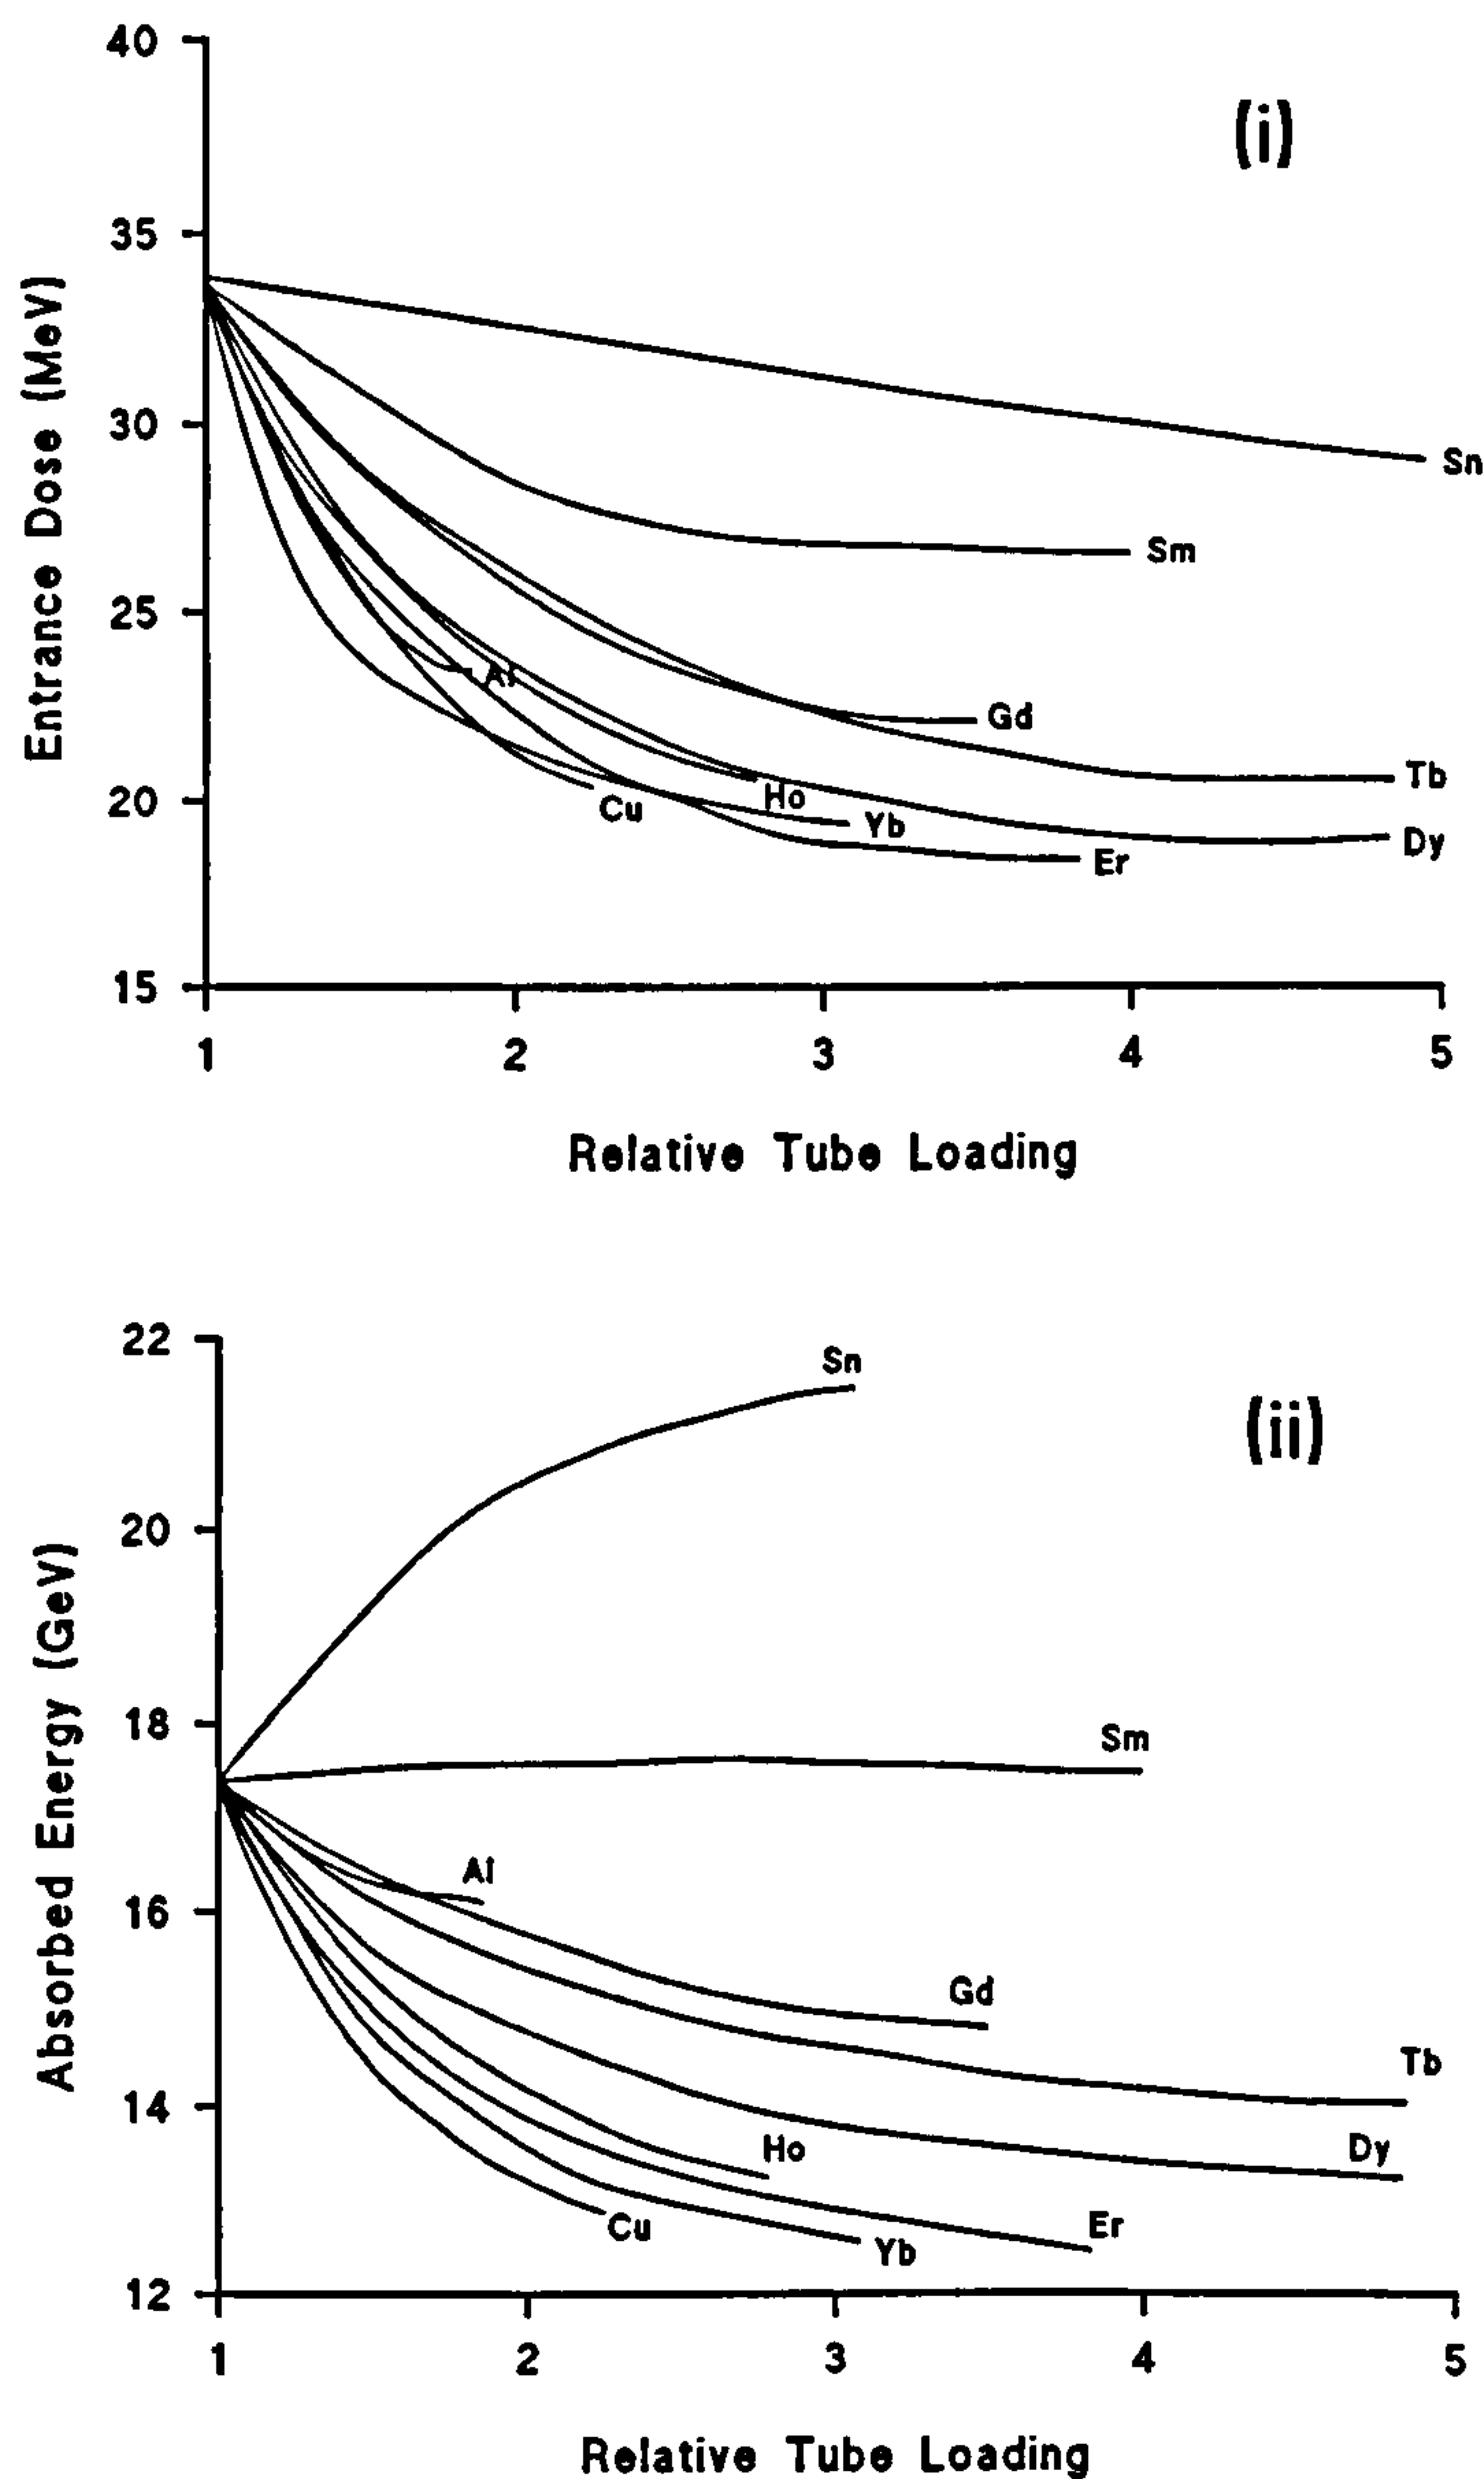 40
(i)
35
30
Sn
Sm
25
Al
Gd
Tb
20
Cu
Ho
Yb
Er
Dy
15
1 2 3 4 5
Entrance Dose (MeV)
Relative Tube Loading
22
Sn
(ii)
20
18
Sm
Al
16
Gd
Tb
14
Ho
Dy
Cu
Yb
Er
12
1 2 3 4 5
Absorbed Energy (GeV)
Relative Tube Loading